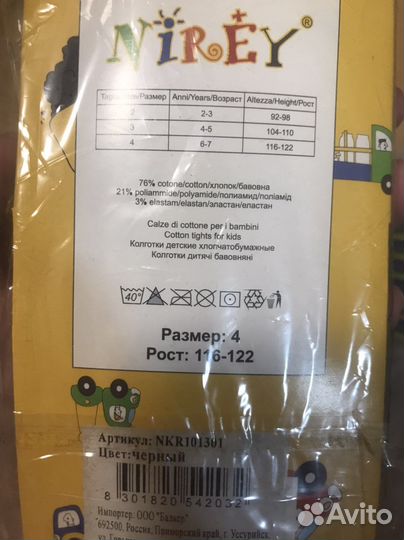 NiREY®
Taglia/Size/Размер Anni/Years/Возраст Altezza/Height/Рост
2 2-3 92-98
3 4-5 104-110
4 6-7 116-122
76% cotone/cotton/хлопок/бавовна
21% poliammide/polyamide/полиамид/поліамід
3% elastam/elastan/эластан/еластан
Calze di cottone per i bambini
Cotton tights for kids
Колготки детские хлопчатобумажные
Колготки дитячі бавовняні
40°
Размер: 4
Рост: 116-122
Артикул: NKR101301
Цвет:черный
8 301820 542032
Импортер: ООО "Бальер"
692500, Россия, Приморский край, г. Уссурийск,
Avito